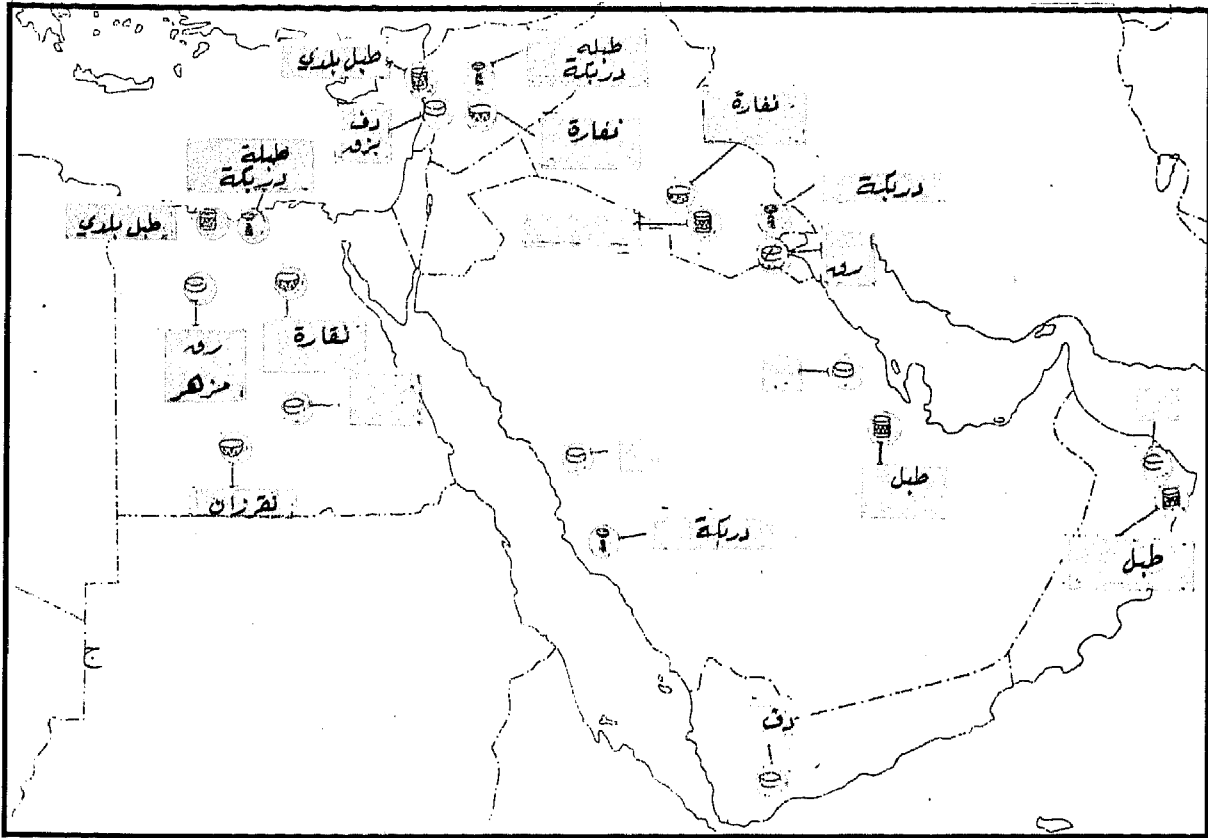 طبل بلدي
طبلة
دربكة
دف
بزق
نقارة
نقارة
طبلة
دربكة
طبل بلدي
دربكة
رق
رق
مزهر
نقارة
نقرزان
طبل
دربكة
طبل
دف
ج